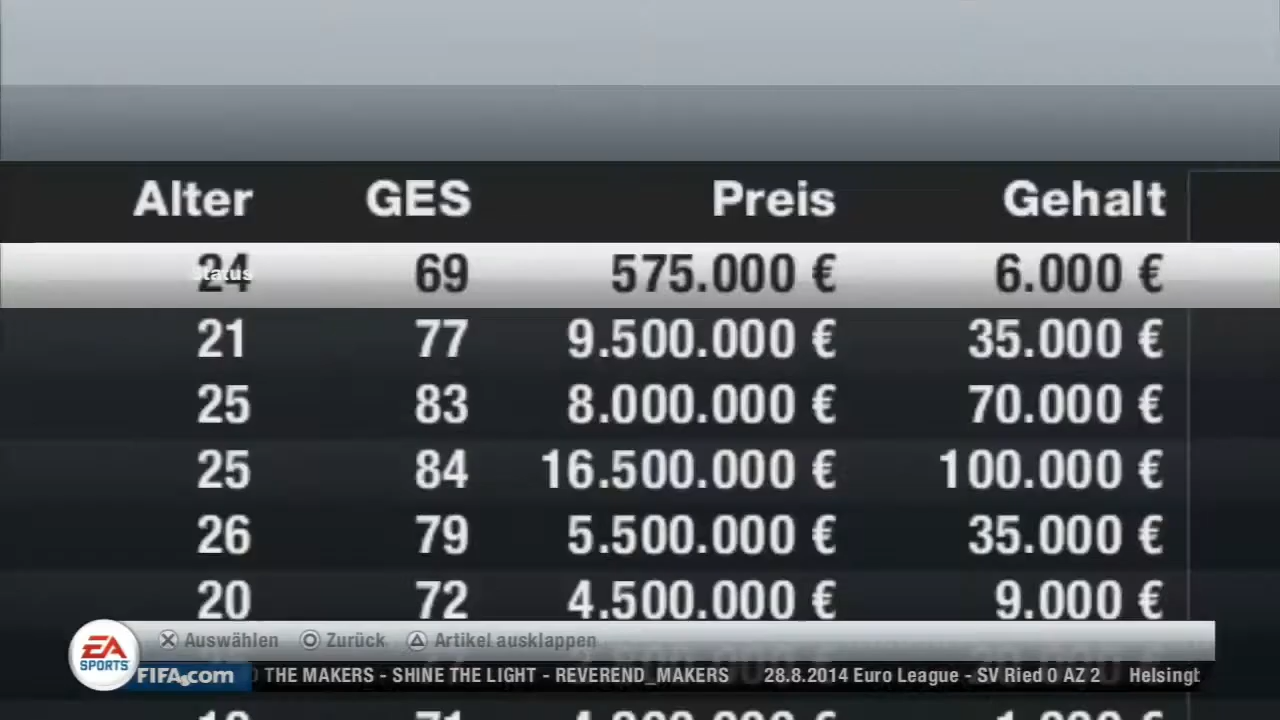 Alter GES Preis Gehalt
24 Status 69 575.000 € 6.000 €
21 77 9.500.000 € 35.000 €
25 83 8.000.000 € 70.000 €
25 84 16.500.000 € 100.000 €
26 79 5.500.000 € 35.000 €
20 72 4.500.000 € 9.000 €
Auswählen Zurück Artikel ausklappen
EA SPORTS
FIFA.com THE MAKERS - SHINE THE LIGHT - REVEREND_MAKERS 28.8.2014 Euro League - SV Ried 0 AZ 2 Helsingt